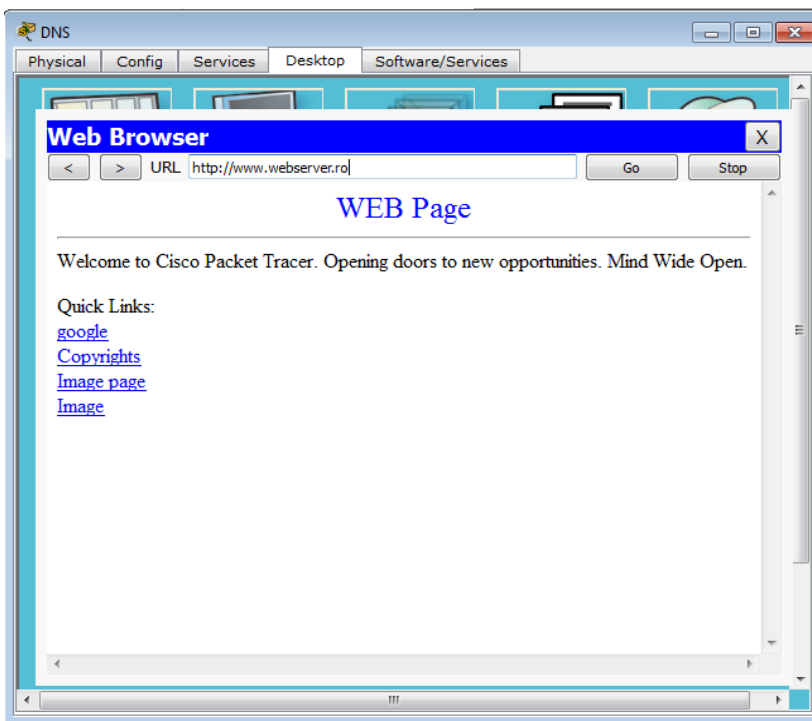 DNS
Physical Config Services Desktop Software/Services
Web Browser X
< > URL http://www.webserver.ro Go Stop
WEB Page
Welcome to Cisco Packet Tracer. Opening doors to new opportunities. Mind Wide Open.
Quick Links:
google
Copyrights
Image page
Image